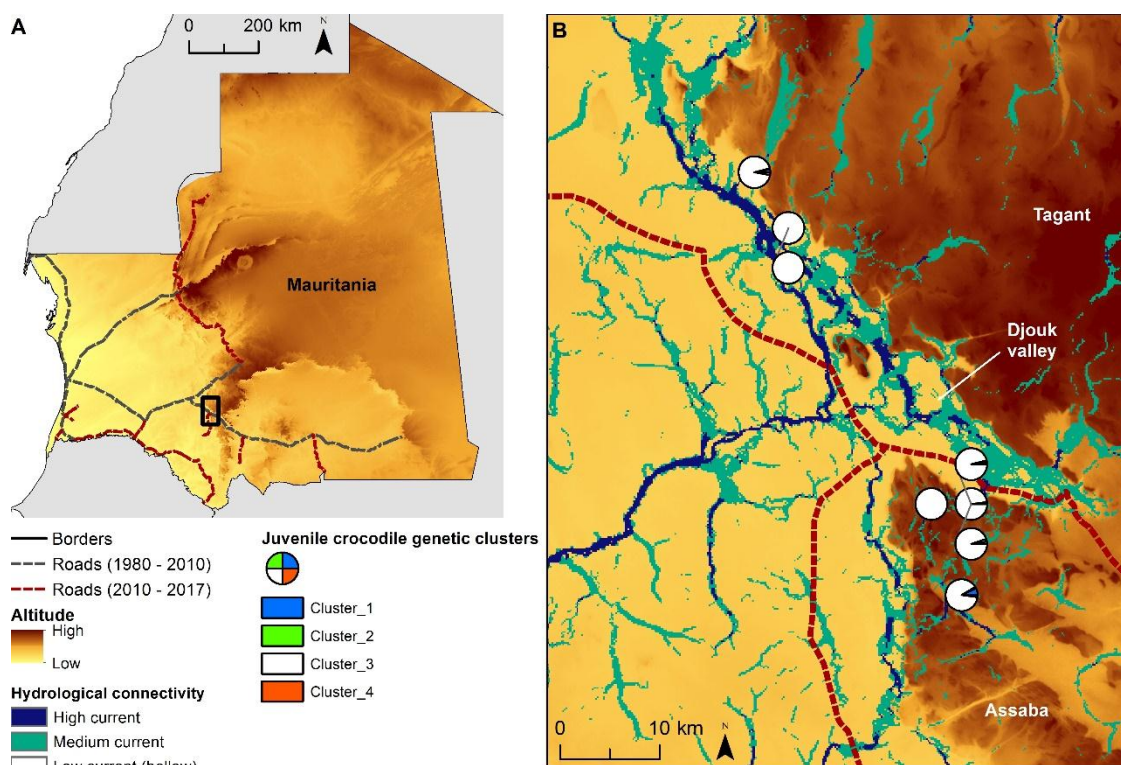 A
0 200 km
N
Mauritania
Borders
Roads (1980 - 2010)
Roads (2010 - 2017)
Altitude
High
Low
Hydrological connectivity
High current
Medium current
Juvenile crocodile genetic clusters
Cluster_1
Cluster_2
Cluster_3
Cluster_4
B
Tagant
Djouk
valley
Assaba
0 10 km
N